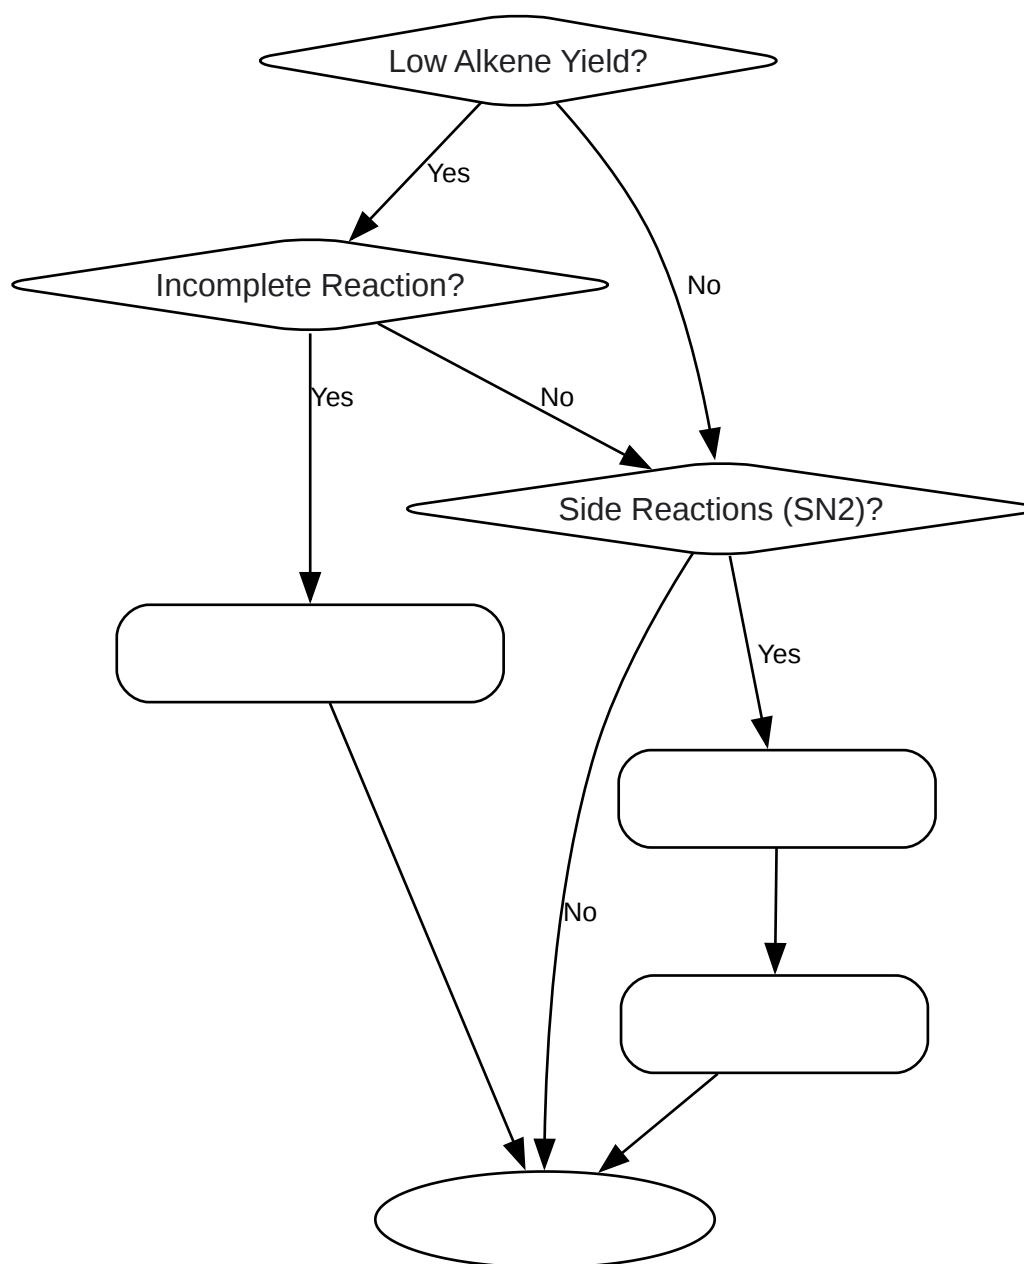 Low Alkene Yield?
Yes
Incomplete Reaction?
No
Yes
No
Side Reactions (SN2)?
Yes
No